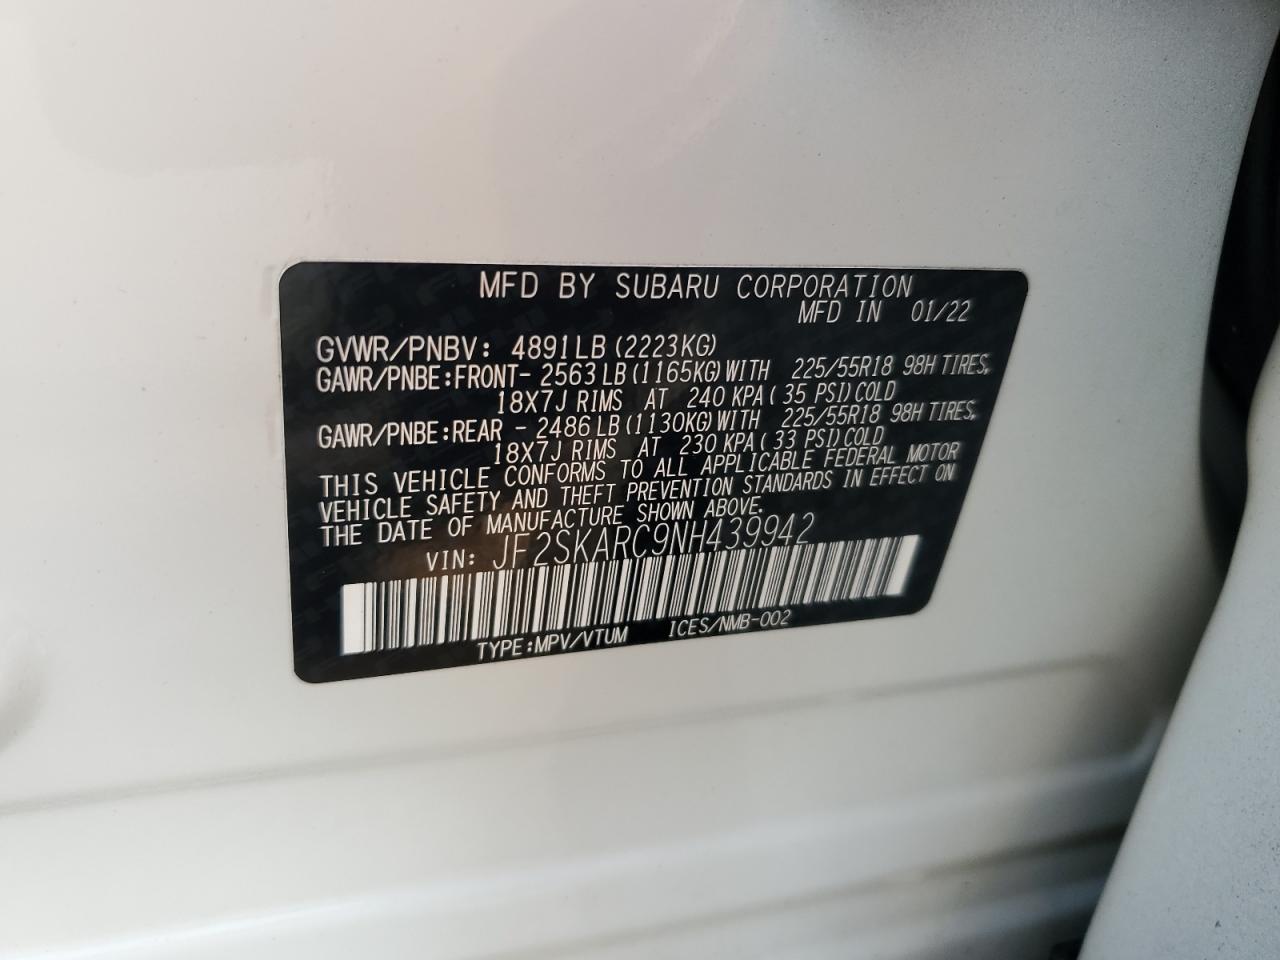 MFD BY SUBARU CORPORATION
MFD IN 01/22
GVWR/PNBV: 4891LB (2223KG)
GAWR/PNBE:FRONT- 2563LB (1165KG) WITH 225/55R18 98H TIRES,
18X7J RIMS AT 240 KPA( 35 PSI) COLD
GAWR/PNBE:REAR - 2486LB (1130KG) WITH 225/55R18 98H TIRES,
18X7J RIMS AT 230 KPA( 33 PSI) COLD
THIS VEHICLE CONFORMS TO ALL APPLICABLE FEDERAL MOTOR
VEHICLE SAFETY AND THEFT PREVENTION STANDARDS IN EFFECT ON
THE DATE OF MANUFACTURE SHOWN ABOVE.
VIN: JF2SKARC9NH439942
TYPE:MPV/VTUM ICES/NMB-002